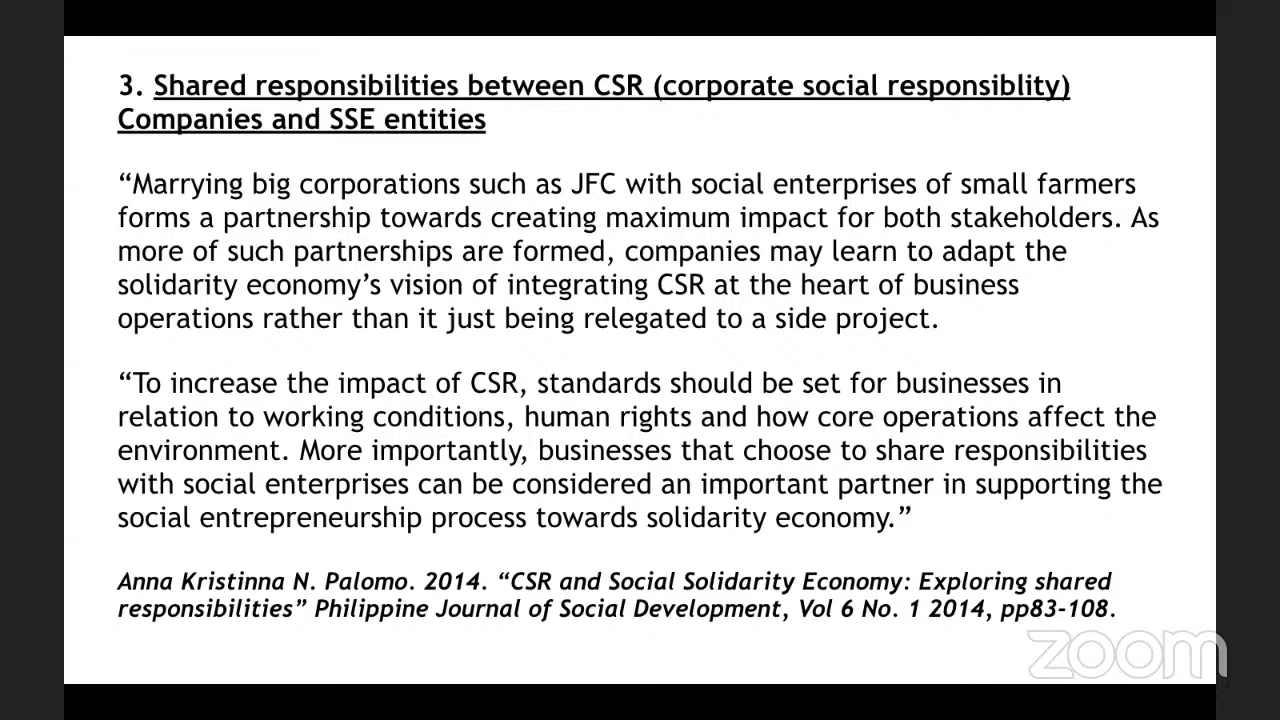 3. Shared responsibilities between CSR (corporate social responsiblity)
Companies and SSE entities
“Marrying big corporations such as JFC with social enterprises of small farmers
forms a partnership towards creating maximum impact for both stakeholders. As
more of such partnerships are formed, companies may learn to adapt the
solidarity economy’s vision of integrating CSR at the heart of business
operations rather than it just being relegated to a side project.
“To increase the impact of CSR, standards should be set for businesses in
relation to working conditions, human rights and how core operations affect the
environment. More importantly, businesses that choose to share responsibilities
with social enterprises can be considered an important partner in supporting the
social entrepreneurship process towards solidarity economy.”
Anna Kristinna N. Palomo. 2014. “CSR and Social Solidarity Economy: Exploring shared
responsibilities” Philippine Journal of Social Development, Vol 6 No. 1 2014, pp83-108.
zoom